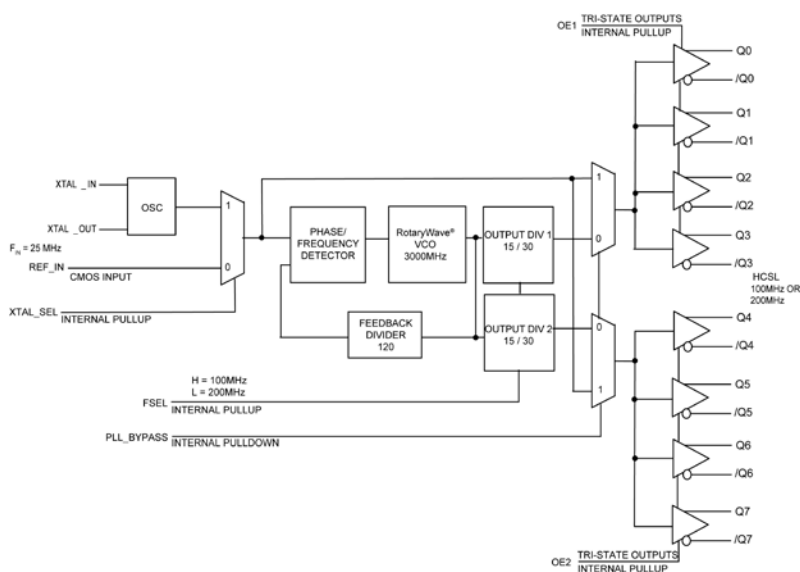 OE1 TRI-STATE OUTPUTS
INTERNAL PULLUP
Q0
/Q0
Q1
/Q1
Q2
/Q2
Q3
/Q3
HCSL
100MHz OR
200MHz
XTAL _IN
OSC
XTAL _OUT
1
0
FIN = 25 MHz
REF_IN
CMOS INPUT
XTAL_SEL
INTERNAL PULLUP
PHASE/
FREQUENCY
DETECTOR
RotaryWave®
VCO
3000MHz
OUTPUT DIV 1
15 / 30
1
0
FEEDBACK
DIVIDER
120
OUTPUT DIV 2
15 / 30
0
1
H = 100MHz
L = 200MHz
FSEL
INTERNAL PULLUP
PLL_BYPASS
INTERNAL PULLDOWN
Q4
/Q4
Q5
/Q5
Q6
/Q6
Q7
/Q7
OE2 TRI-STATE OUTPUTS
INTERNAL PULLUP